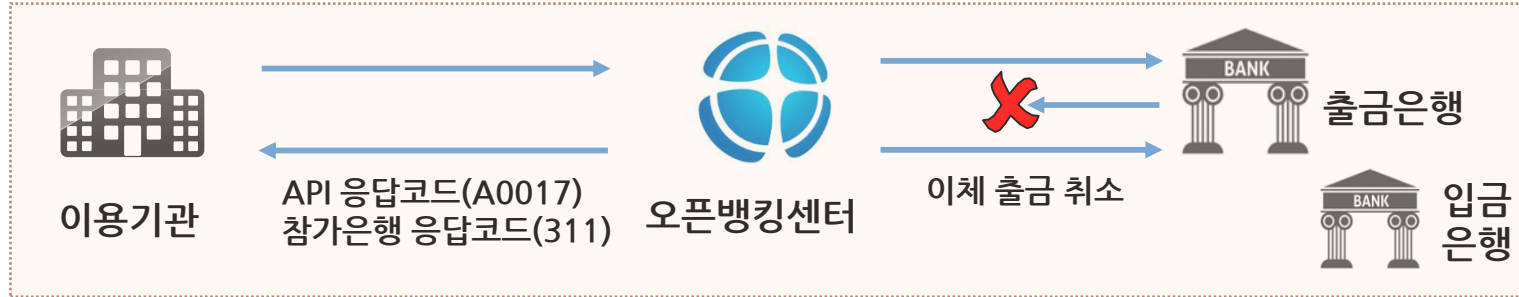 BANK
출금은행
이용기관
API 응답코드(A0017)
참가은행 응답코드(311)
오픈뱅킹센터
이체 출금 취소
BANK
입금
은행